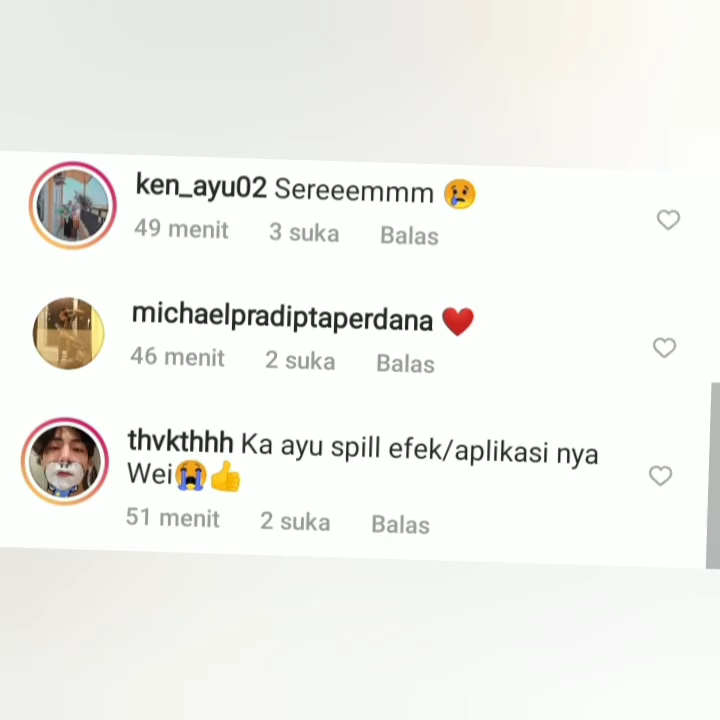 ken_ayu02 Sereeemmm 😢
49 menit 3 suka Balas
michaelpradiptaperdana ❤️
46 menit 2 suka Balas
thvkthhh Ka ayu spill efek/aplikasi nya
Wei😭👍
51 menit 2 suka Balas